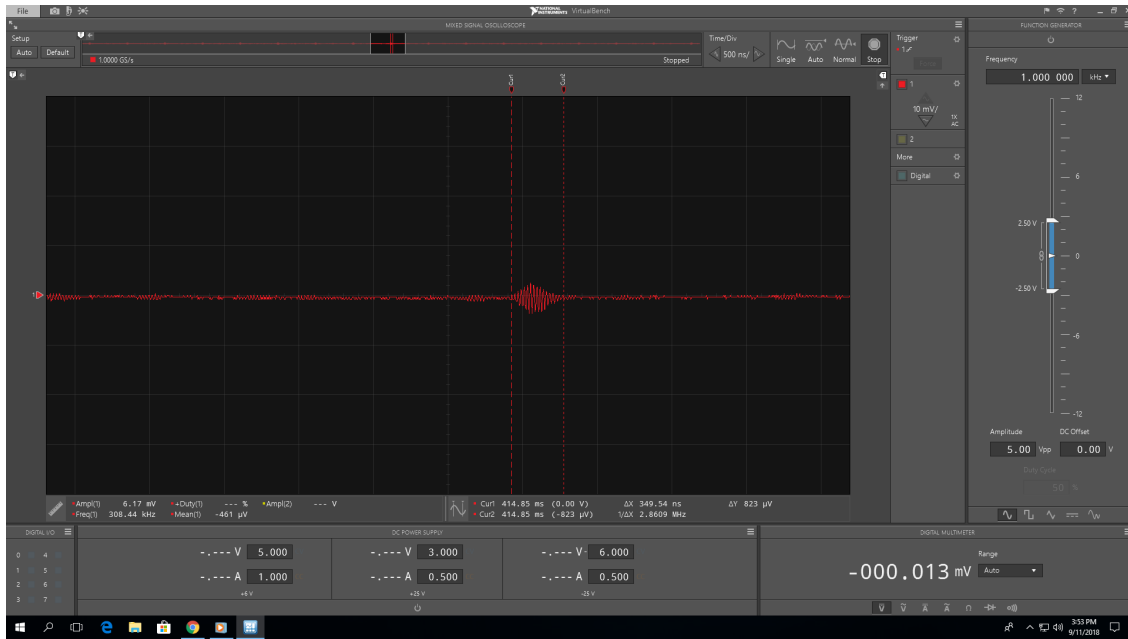 File
NATIONAL INSTRUMENTS VirtualBench
MIXED SIGNAL OSCILLOSCOPE
FUNCTION GENERATOR
Setup
Auto Default
1.0000 GS/s
Stopped
Time/Div
500 ns/
Single Auto Normal Stop
Trigger
1
Cur1
Cur2
1
10 mV/
1X
AC
2
More
Digital
Frequency
1.000 000 kHz
12
6
2.50 V
0
-2.50 V
-6
-12
Amplitude DC Offset
5.00 Vpp 0.00 V
Duty Cycle
50 %
1
Ampl(1) 6.17 mV +Duty(1) --- % Ampl(2) --- V
Freq(1) 308.44 kHz Mean(1) -461 µV
Cur1 414.85 ms (0.00 V) ΔX 349.54 ns ΔY 823 µV
Cur2 414.85 ms (-823 µV) 1/ΔX 2.8609 MHz
DIGITAL I/O
0 4
1 5
2 6
3 7
DC POWER SUPPLY
-.--- V 5.000
-.--- A 1.000
+6 V
-.--- V 3.000
-.--- A 0.500
+25 V
-.--- V- 6.000
-.--- A 0.500
-25 V
DIGITAL MULTIMETER
-000.013 mV
Range
Auto
3:53 PM
9/11/2018